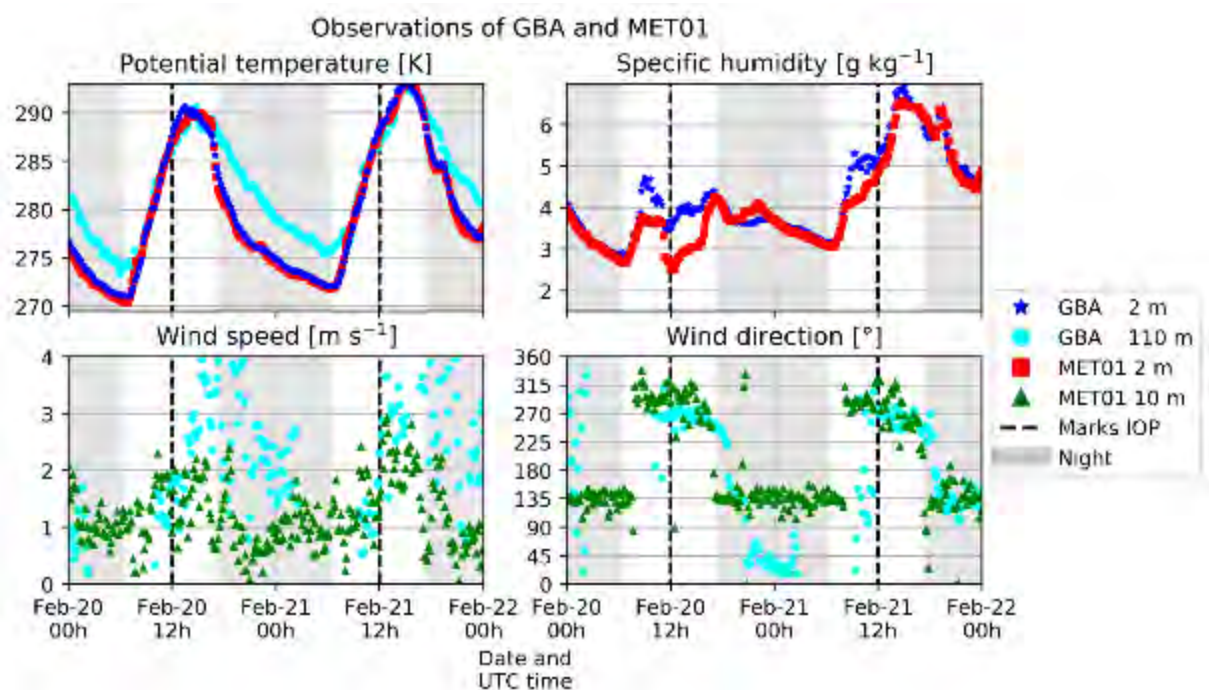 Observations of GBA and MET01
Potential temperature [K]
290
285
280
275
270
Specific humidity [g kg⁻¹]
6
5
4
3
2
Wind speed [m s⁻¹]
4
3
2
1
0
Feb-20 00h
Feb-20 12h
Feb-21 00h
Feb-21 12h
Feb-22 00h
Wind direction [°]
360
315
270
225
180
135
90
45
0
Feb-20 00h
Feb-20 12h
Feb-21 00h
Feb-21 12h
Feb-22 00h
Date and
UTC time
GBA 2 m
GBA 110 m
MET01 2 m
MET01 10 m
Marks IOP
Night